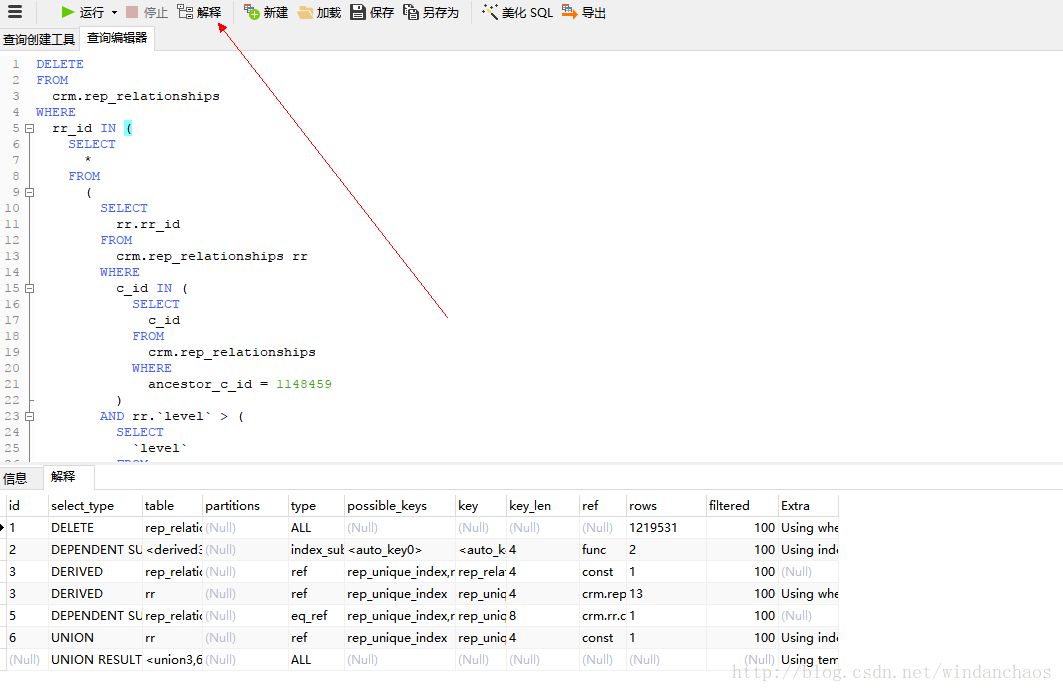 运行 停止 解释 新建 加载 保存 另存为 美化 SQL 导出
查询创建工具 查询编辑器
1 DELETE
2 FROM
3 crm.rep_relationships
4 WHERE
5 rr_id IN (
6 SELECT
7 *
8 FROM
9 (
10 SELECT
11 rr.rr_id
12 FROM
13 crm.rep_relationships rr
14 WHERE
15 c_id IN (
16 SELECT
17 c_id
18 FROM
19 crm.rep_relationships
20 WHERE
21 ancestor_c_id = 1148459
22 )
23 AND rr.`level` > (
24 SELECT
25 `level`
26 FROM
信息 解释
id select_type table partitions type possible_keys key key_len ref rows filtered Extra
1 DELETE rep_relatic (Null) ALL (Null) (Null) (Null) (Null) 1219531 100 Using whe
2 DEPENDENT SU <derived3 (Null) index_sub <auto_key0> <auto_k 4 func 2 100 Using inde
3 DERIVED rep_relatic (Null) ref rep_unique_index,r rep_rela 4 const 1 100 (Null)
3 DERIVED rr (Null) ref rep_unique_index rep_uniq 4 crm.rep 13 100 Using whe
5 DEPENDENT SU rep_relatic (Null) eq_ref rep_unique_index,r rep_uniq 8 crm.rr.c 1 100 (Null)
6 UNION rr (Null) ref rep_unique_index rep_uniq 4 const 1 100 Using inde
(Null) UNION RESULT <union3,6 (Null) ALL (Null) (Null) (Null) (Null) (Null) (Null) Using tem
http://blog.csdn.net/windanchaos